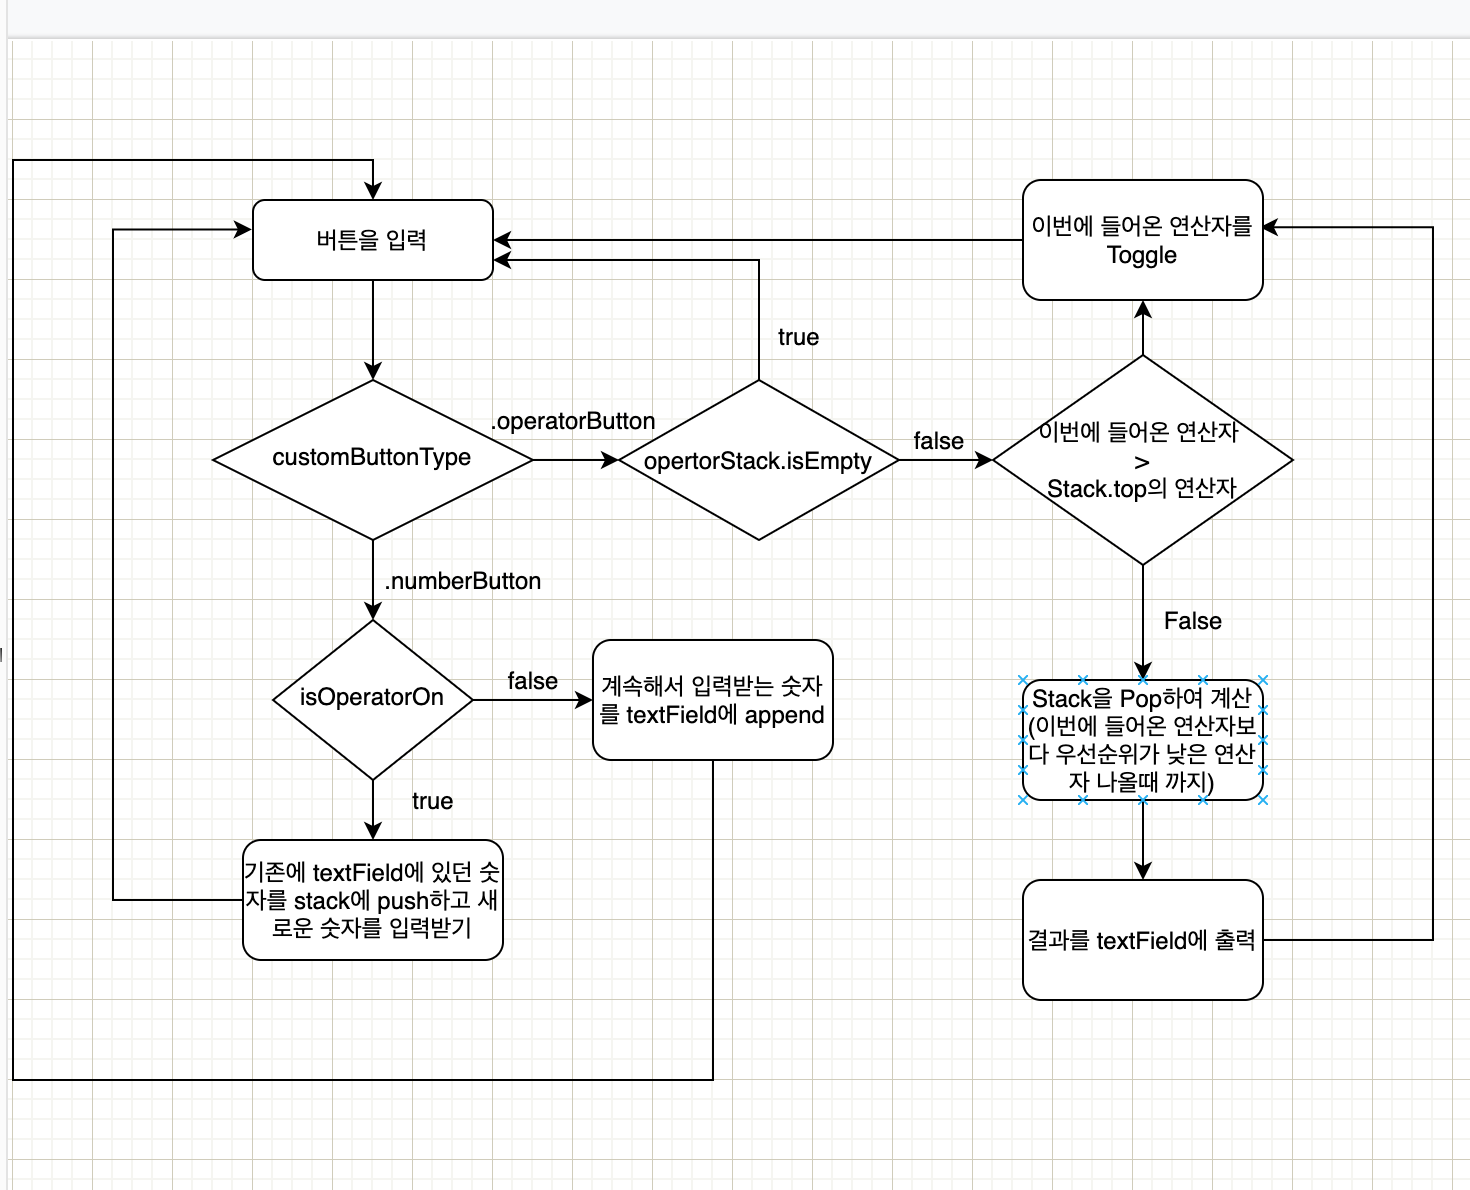 버튼을 입력
이번에 들어온 연산자를
Toggle
true
.operatorButton
customButtonType
opertorStack.isEmpty
false
이번에 들어온 연산자
>
Stack.top의 연산자
.numberButton
False
isOperatorOn
false
계속해서 입력받는 숫자
를 textField에 append
Stack을 Pop하여 계산
(이번에 들어온 연산자보
다 우선순위가 낮은 연산
자 나올때 까지)
true
기존에 textField에 있던 숫
자를 stack에 push하고 새
로운 숫자를 입력받기
결과를 textField에 출력